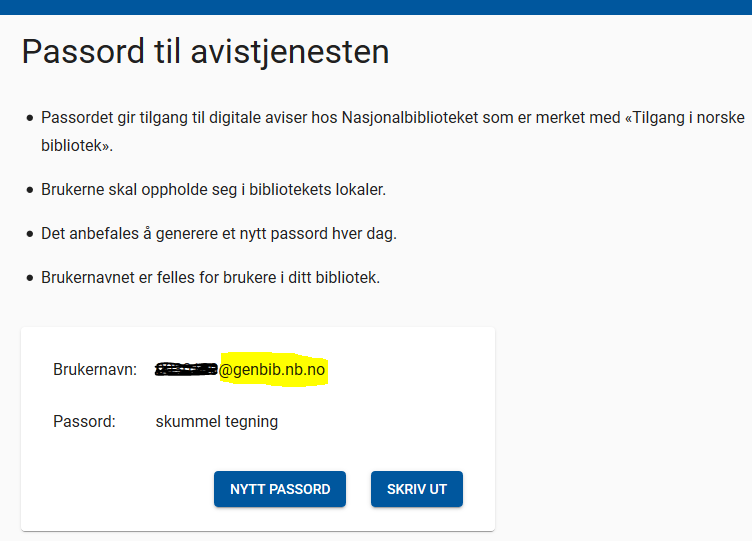 Passord til avistjenesten
• Passordet gir tilgang til digitale aviser hos Nasjonalbiblioteket som er merket med «Tilgang i norske
bibliotek».
• Brukerne skal oppholde seg i bibliotekets lokaler.
• Det anbefales å generere et nytt passord hver dag.
• Brukernavnet er felles for brukere i ditt bibliotek.
Brukernavn: @genbib.nb.no
Passord: skummel tegning
NYTT PASSORD SKRIV UT